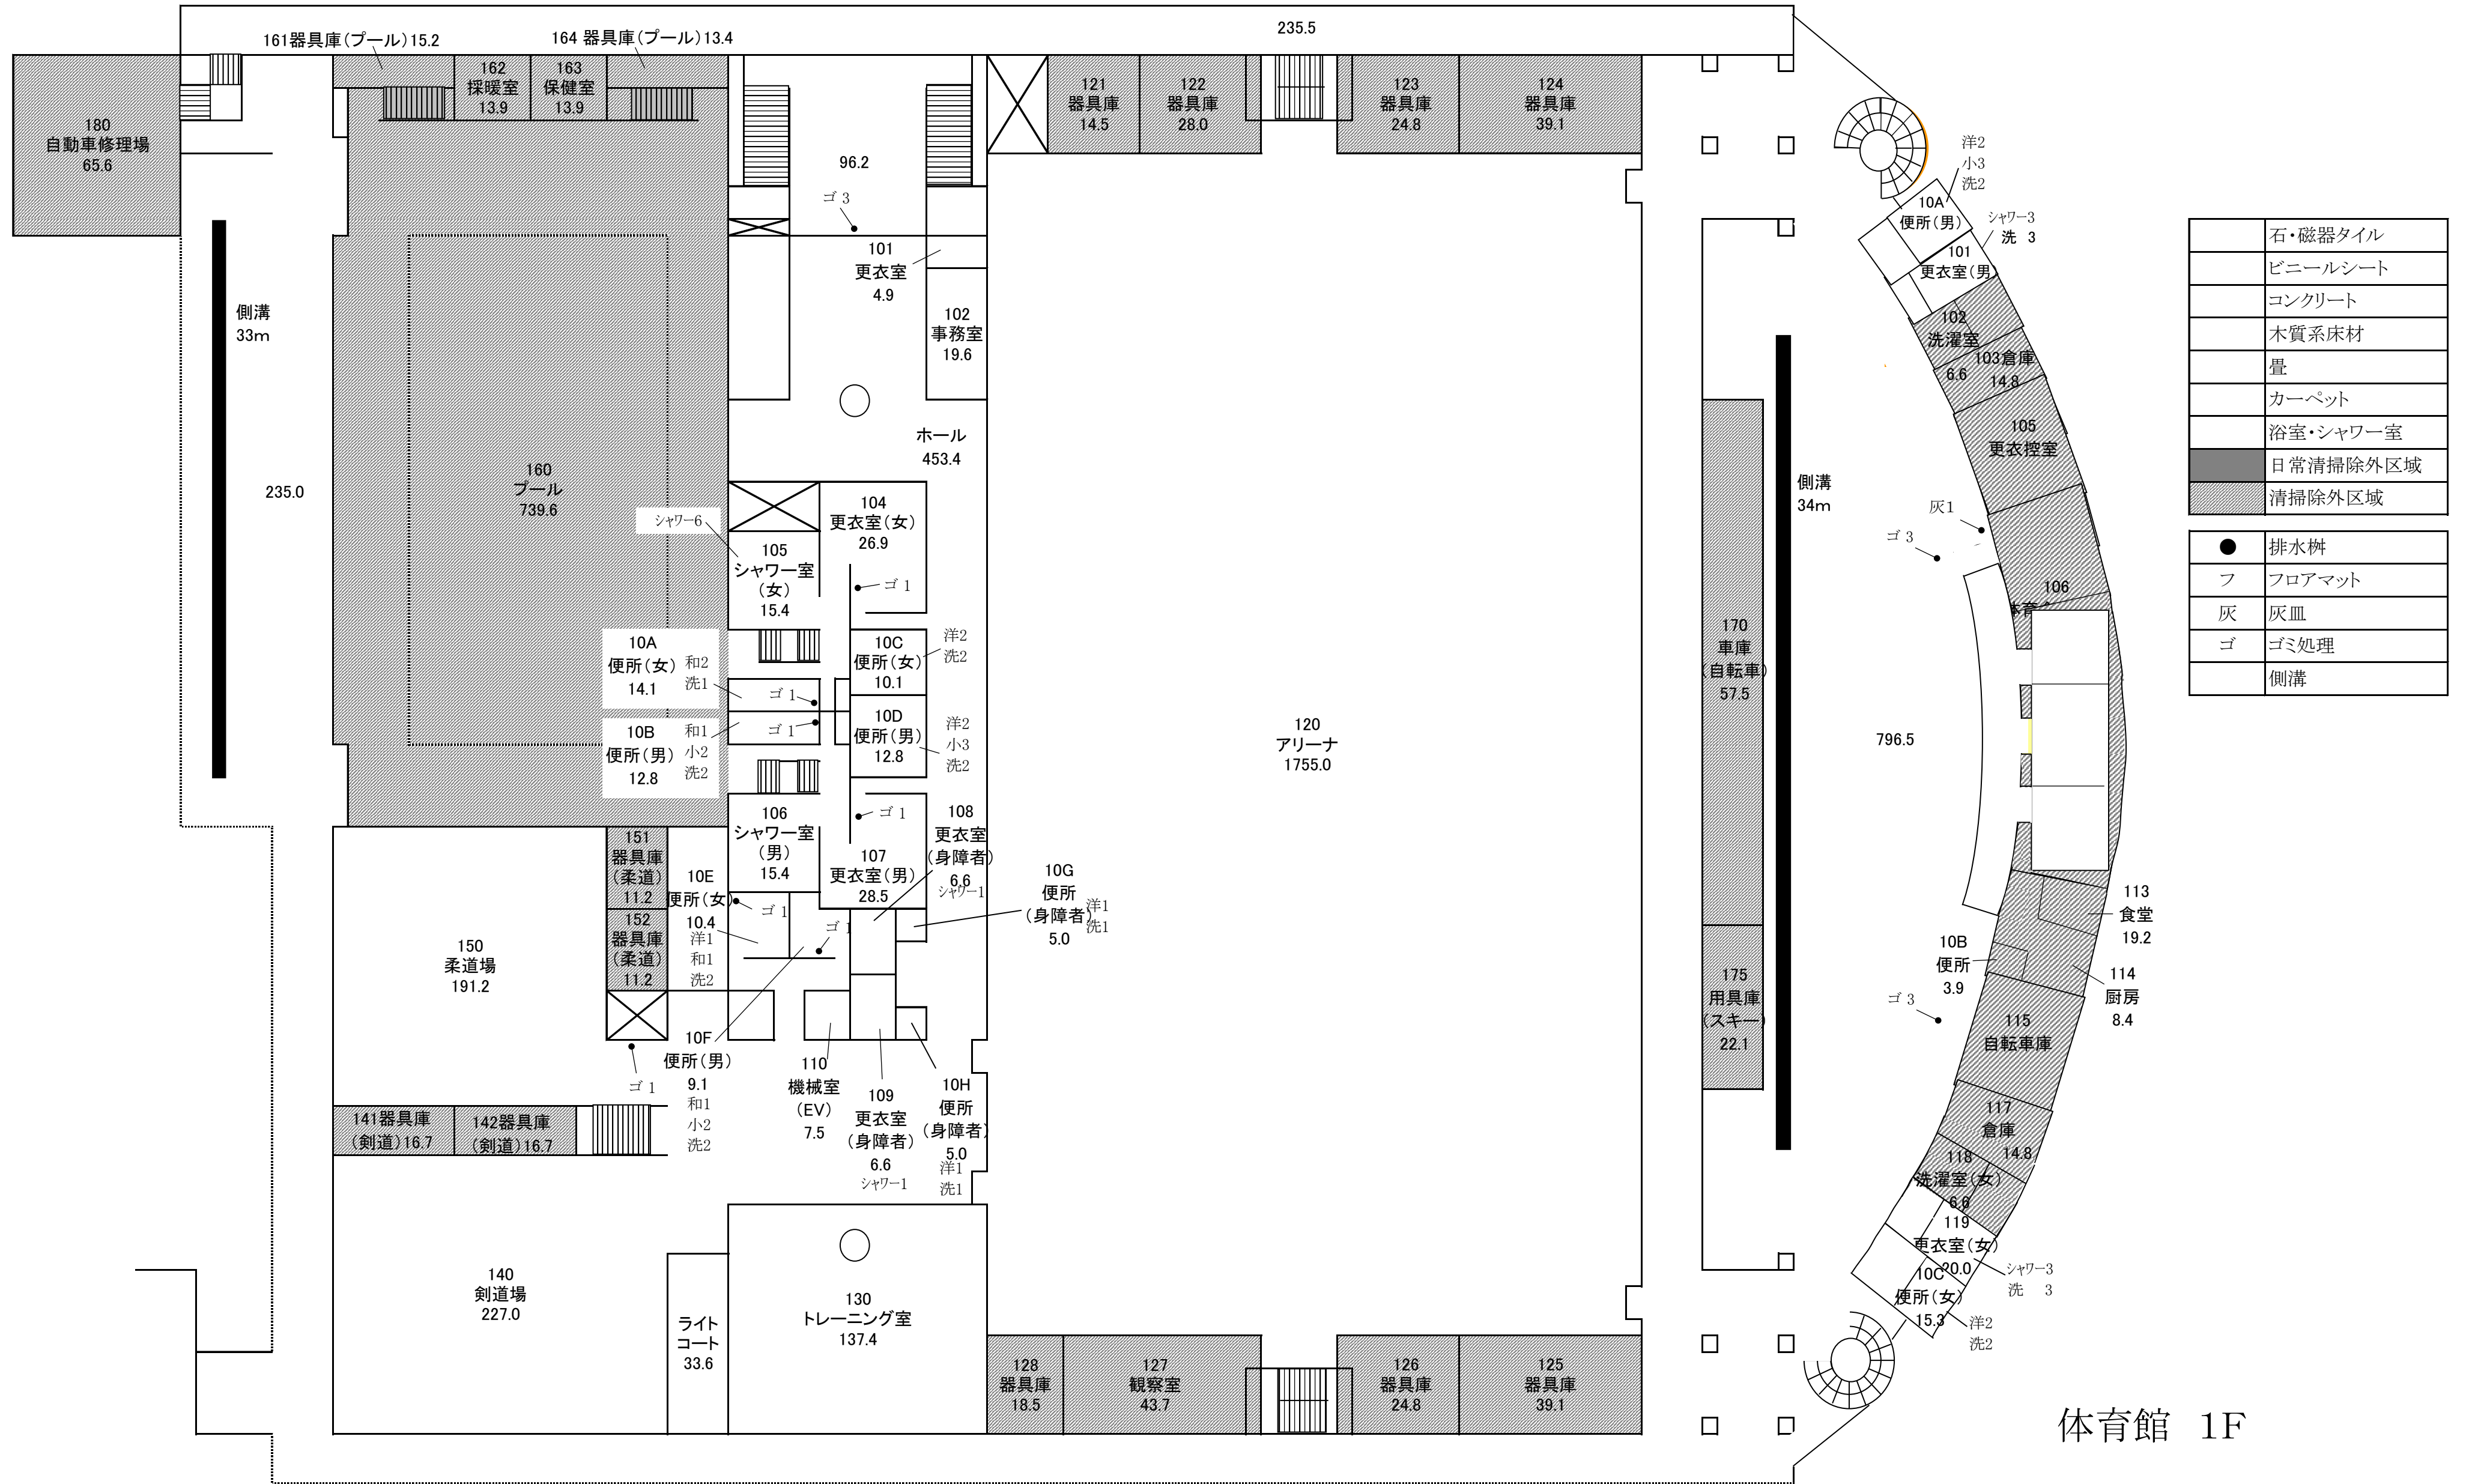 235.5
161器具庫(プール)15.2
164 器具庫(プール)13.4
162
採暖室
13.9
163
保健室
13.9
180
自動車修理場
65.6
121
器具庫
14.5
122
器具庫
28.0
123
器具庫
24.8
124
器具庫
39.1
96.2
ゴ 3
101
更衣室
4.9
102
事務室
19.6
側溝
33m
235.0
160
プール
739.6
ホール
453.4
シャワー6
104
更衣室(女)
26.9
105
シャワー室
(女)
15.4
ゴ 1
10A
便所(女)
14.1
和2
洗1
ゴ 1
10B
便所(男)
12.8
和1
小2
洗2
ゴ 1
10C
便所(女)
10.1
洋2
洗2
10D
便所(男)
12.8
洋2
小3
洗2
106
シャワー室
(男)
15.4
ゴ 1
107
更衣室(男)
28.5
108
更衣室
(身障者)
6.6
シャワー1
10G
便所
(身障者)
5.0
洋1
洗1
120
アリーナ
1755.0
151
器具庫
(柔道)
11.2
152
器具庫
(柔道)
11.2
10E
便所(女)
10.4
洋1
和1
洗2
ゴ 1
ゴ 1
150
柔道場
191.2
ゴ 1
10F
便所(男)
9.1
和1
小2
洗2
110
機械室
(EV)
7.5
109
更衣室
(身障者)
6.6
シャワー1
10H
便所
(身障者)
5.0
洋1
洗1
141器具庫
(剣道)16.7
142器具庫
(剣道)16.7
140
剣道場
227.0
ライト
コート
33.6
130
トレーニング室
137.4
128
器具庫
18.5
127
観察室
43.7
126
器具庫
24.8
125
器具庫
39.1
170
車庫
(自転車)
57.5
175
用具庫
(スキー)
22.1
側溝
34m
796.5
洋2
小3
洗2
10A
便所(男)
シャワー3
洗 3
101
更衣室(男)
102
洗濯室
6.6
103倉庫
14.8
105
更衣控室
灰1
ゴ 3
106
113
食堂
19.2
10B
便所
3.9
114
厨房
8.4
ゴ 3
115
自転車庫
117
倉庫
14.8
118
洗濯室(女)
6.6
119
更衣室(女)
20.0
シャワー3
洗 3
10C
便所(女)
15.3
洋2
洗2
石・磁器タイル
ビニールシート
コンクリート
木質系床材
畳
カーペット
浴室・シャワー室
日常清掃除外区域
清掃除外区域
● 排水桝
フ フロアマット
灰 灰皿
ゴ ゴミ処理
側溝
体育館 1F